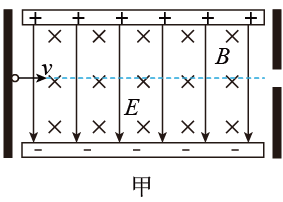 + + + + + +
B
v
E
- - - - - -
甲